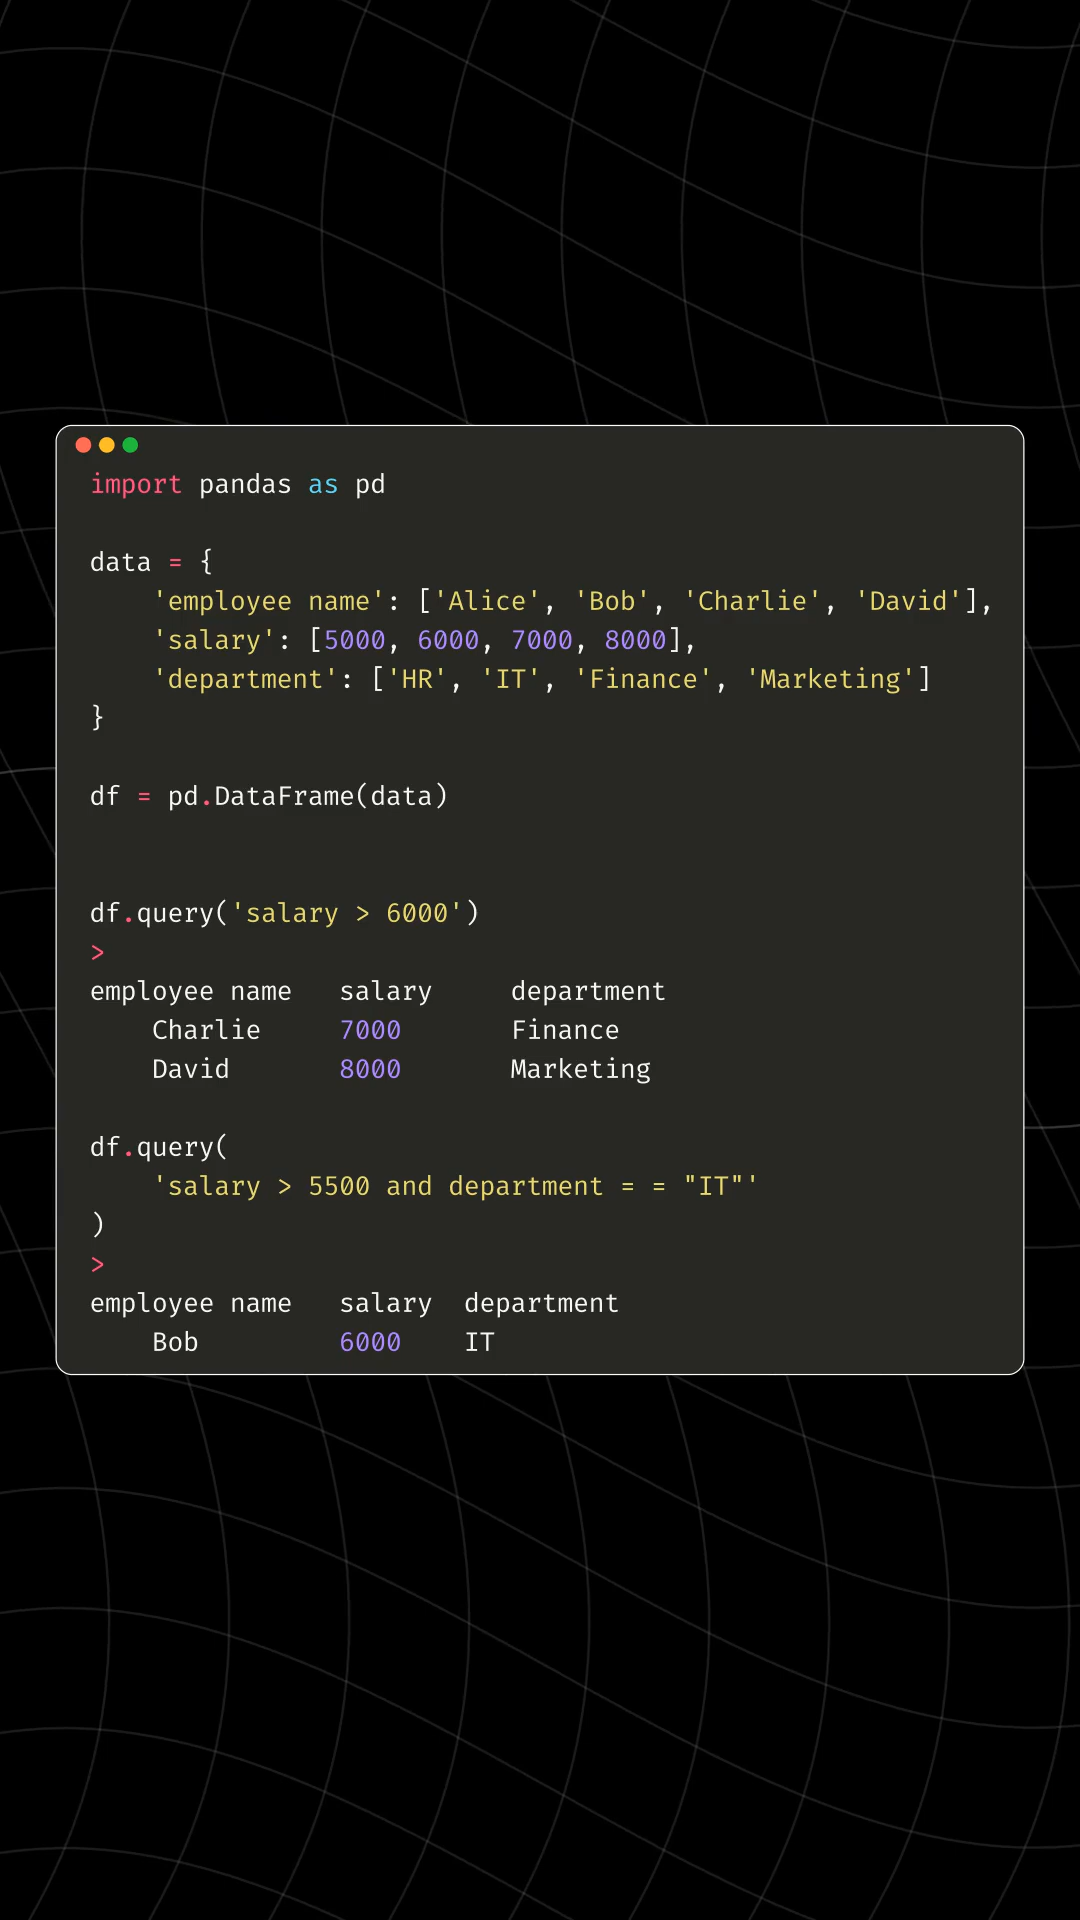 import pandas as pd
data = {
    'employee name': ['Alice', 'Bob', 'Charlie', 'David'],
    'salary': [5000, 6000, 7000, 8000],
    'department': ['HR', 'IT', 'Finance', 'Marketing']
}
df = pd.DataFrame(data)
df.query('salary > 6000')
>
employee name   salary     department
    Charlie     7000       Finance
    David       8000       Marketing
df.query(
    'salary > 5500 and department = = "IT"'
)
>
employee name   salary  department
    Bob         6000    IT